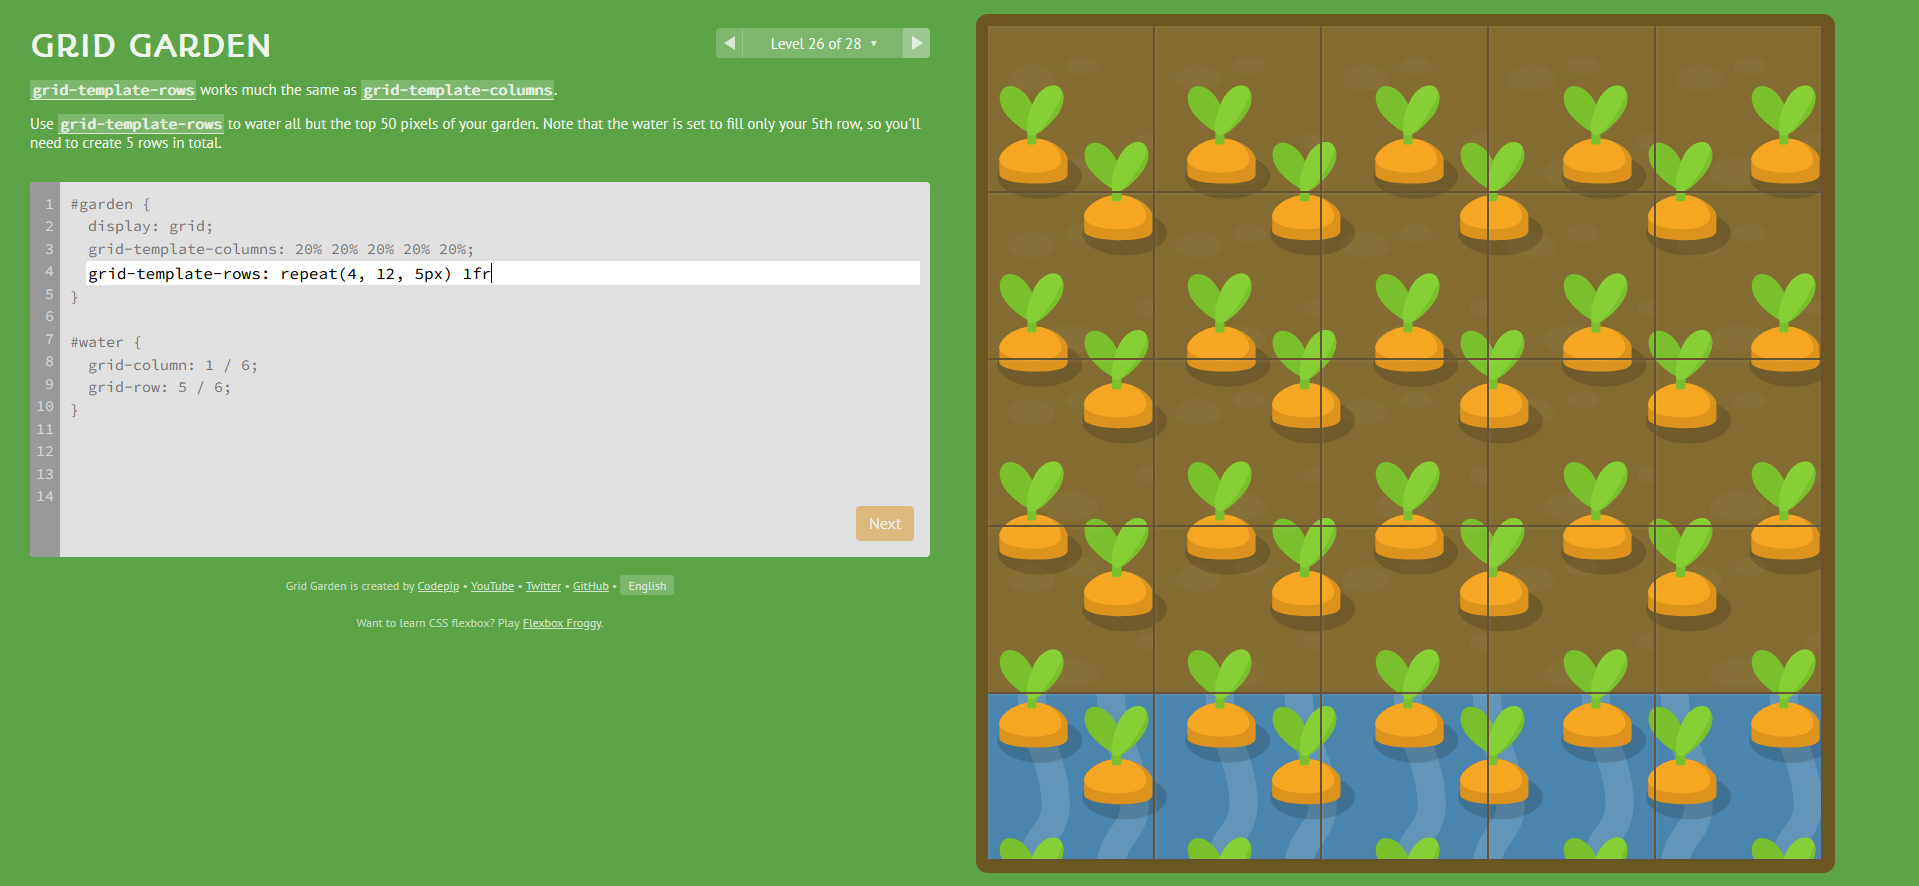 GRID GARDEN
◀ Level 26 of 28 ▼ ▶
grid-template-rows works much the same as grid-template-columns.
Use grid-template-rows to water all but the top 50 pixels of your garden. Note that the water is set to fill only your 5th row, so you'll
need to create 5 rows in total.
1 #garden {
2 display: grid;
3 grid-template-columns: 20% 20% 20% 20% 20%;
4 grid-template-rows: repeat(4, 12, 5px) 1fr
5 }
6
7 #water {
8 grid-column: 1 / 6;
9 grid-row: 5 / 6;
10 }
11
12
13
14
Next
Grid Garden is created by Codepip • YouTube • Twitter • GitHub • English
Want to learn CSS flexbox? Play Flexbox Froggy.